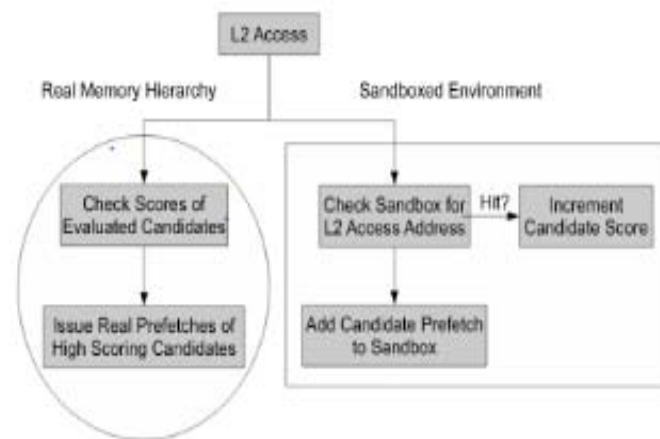 L2 Access
Real Memory Hierarchy
Sandboxed Environment
Check Scores of
Evaluated Candidates
Check Sandbox for
L2 Access Address
Hit?
Increment
Candidate Score
Issue Real Prefetches of
High Scoring Candidates
Add Candidate Prefetch
to Sandbox